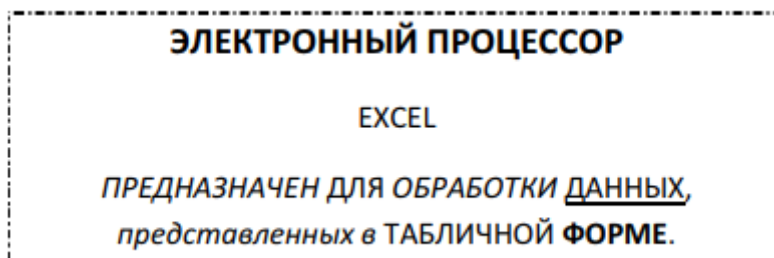 ЭЛЕКТРОННЫЙ ПРОЦЕССОР
EXCEL
ПРЕДНАЗНАЧЕН ДЛЯ ОБРАБОТКИ ДАННЫХ,
представленных в ТАБЛИЧНОЙ ФОРМЕ.